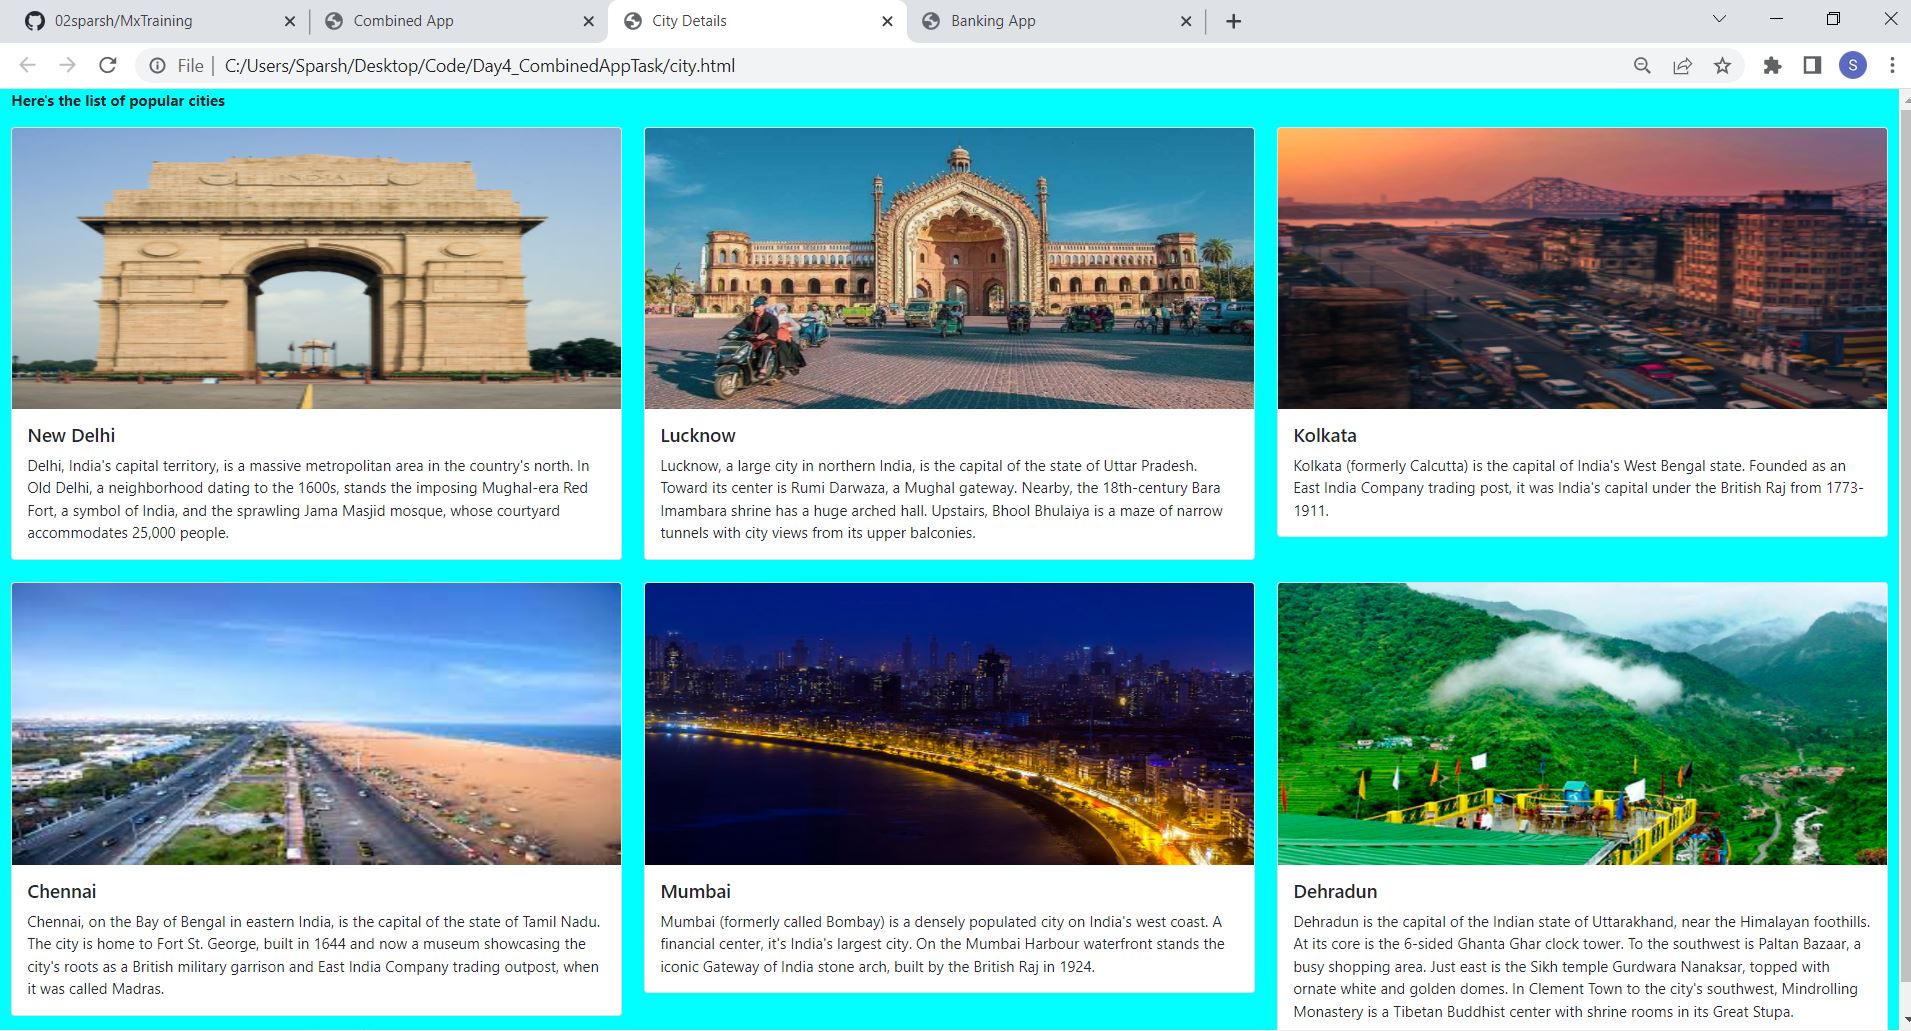 02sparsh/MxTraining
Combined App
City Details
Banking App
File
C:/Users/Sparsh/Desktop/Code/Day4_CombinedAppTask/city.html
S
Here's the list of popular cities
INDIA
New Delhi
Delhi, India's capital territory, is a massive metropolitan area in the country's north. In
Old Delhi, a neighborhood dating to the 1600s, stands the imposing Mughal-era Red
Fort, a symbol of India, and the sprawling Jama Masjid mosque, whose courtyard
accommodates 25,000 people.
Lucknow
Lucknow, a large city in northern India, is the capital of the state of Uttar Pradesh.
Toward its center is Rumi Darwaza, a Mughal gateway. Nearby, the 18th-century Bara
Imambara shrine has a huge arched hall. Upstairs, Bhool Bhulaiya is a maze of narrow
tunnels with city views from its upper balconies.
Kolkata
Kolkata (formerly Calcutta) is the capital of India's West Bengal state. Founded as an
East India Company trading post, it was India's capital under the British Raj from 1773-
1911.
Chennai
Chennai, on the Bay of Bengal in eastern India, is the capital of the state of Tamil Nadu.
The city is home to Fort St. George, built in 1644 and now a museum showcasing the
city's roots as a British military garrison and East India Company trading outpost, when
it was called Madras.
Mumbai
Mumbai (formerly called Bombay) is a densely populated city on India's west coast. A
financial center, it's India's largest city. On the Mumbai Harbour waterfront stands the
iconic Gateway of India stone arch, built by the British Raj in 1924.
Dehradun
Dehradun is the capital of the Indian state of Uttarakhand, near the Himalayan foothills.
At its core is the 6-sided Ghanta Ghar clock tower. To the southwest is Paltan Bazaar, a
busy shopping area. Just east is the Sikh temple Gurdwara Nanaksar, topped with
ornate white and golden domes. In Clement Town to the city's southwest, Mindrolling
Monastery is a Tibetan Buddhist center with shrine rooms in its Great Stupa.